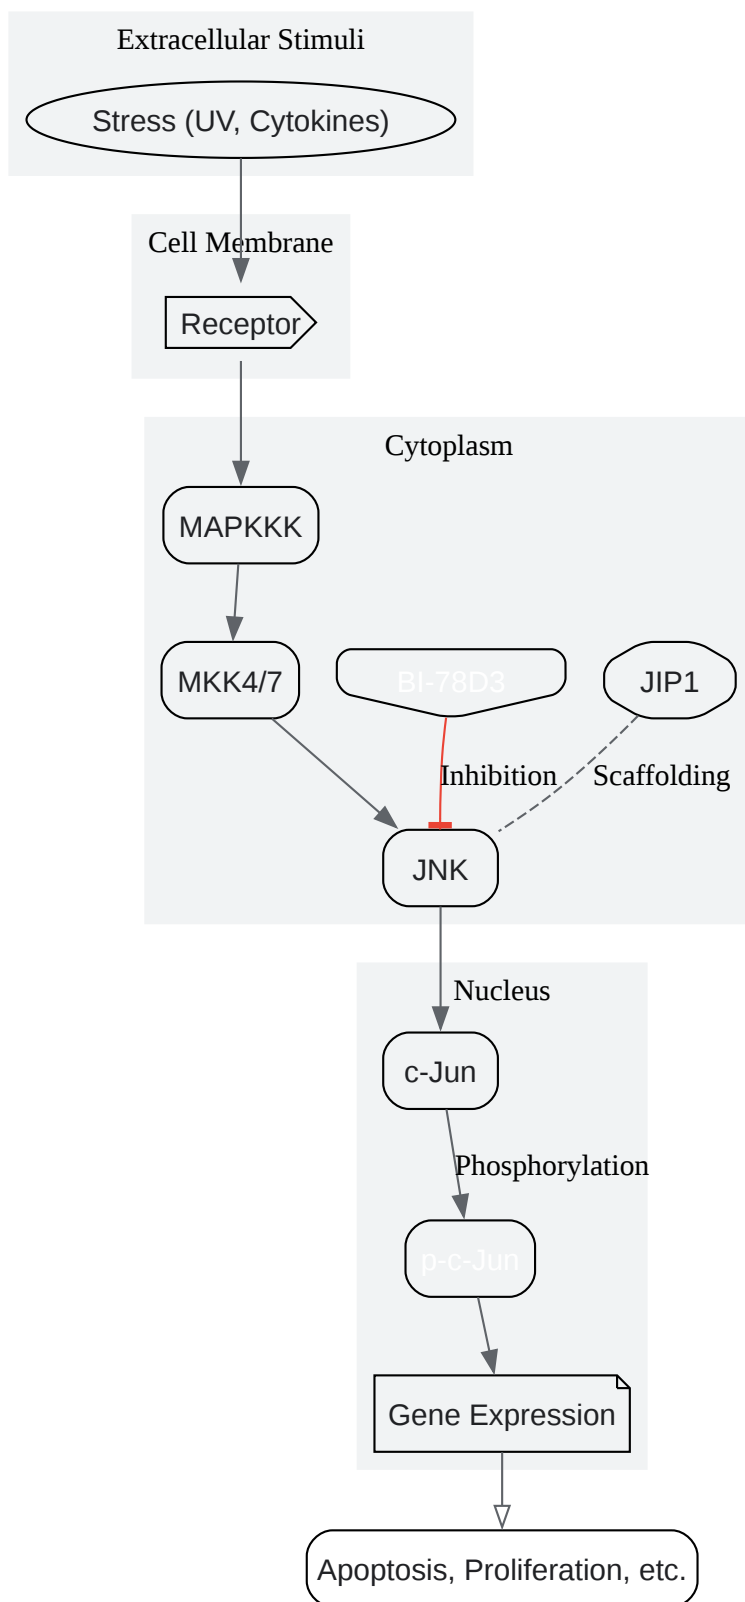 Extracellular Stimuli
Stress (UV, Cytokines)
Cell Membrane
Receptor
Cytoplasm
MAPKKK
MKK4/7
BI-78D3
JIP1
Inhibition
Scaffolding
JNK
Nucleus
c-Jun
Phosphorylation
p-c-Jun
Gene Expression
Apoptosis, Proliferation, etc.